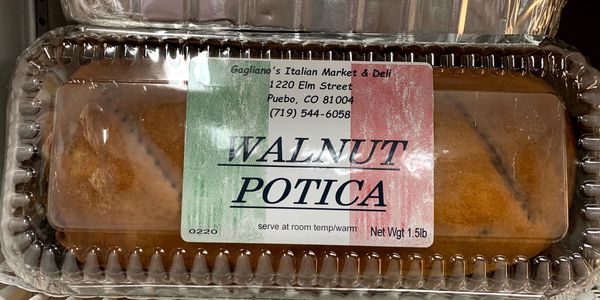 Gagliano's Italian Market & Deli
1220 Elm Street
Puebo, CO 81004
(719) 544-6058
WALNUT
POTICA
serve at room temp/warm
0220
Net Wgt 1.5lb